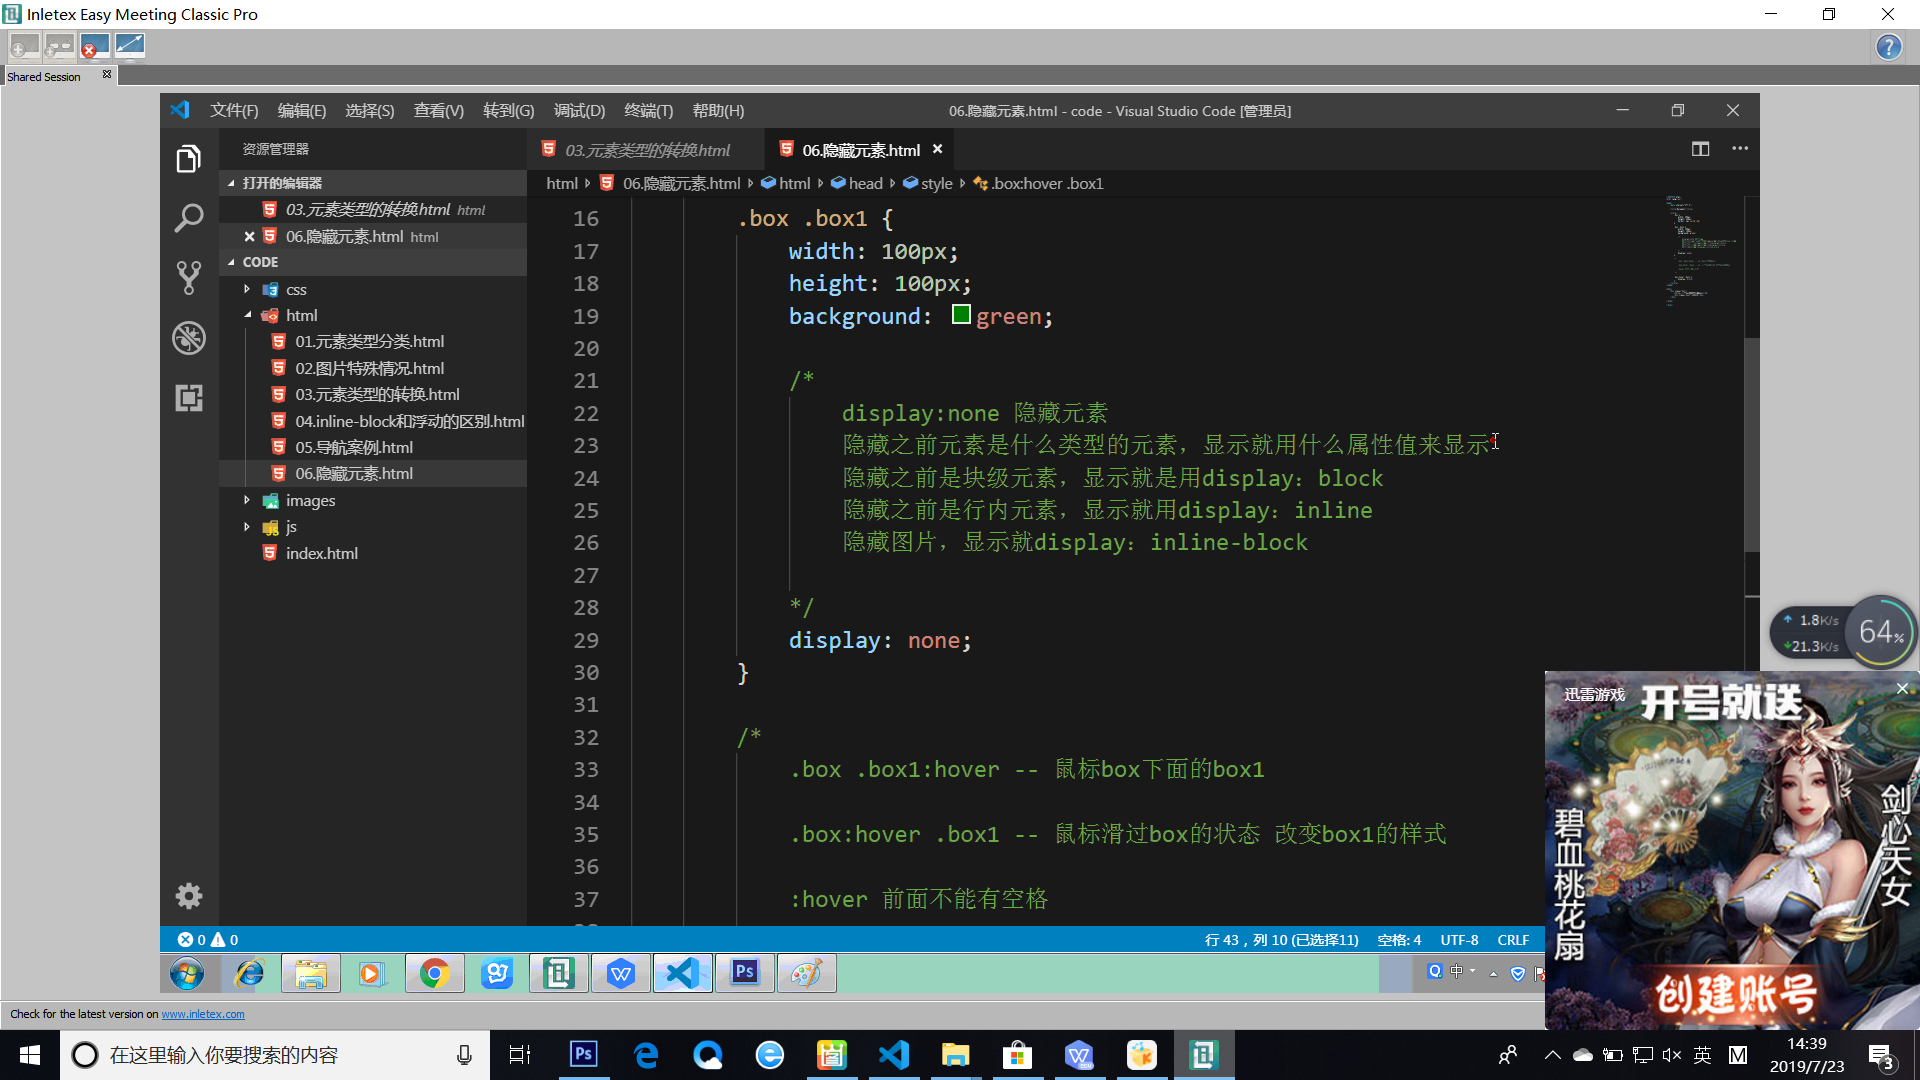 Inletex Easy Meeting Classic Pro
Shared Session
文件(F) 编辑(E) 选择(S) 查看(V) 转到(G) 调试(D) 终端(T) 帮助(H)
06.隐藏元素.html - code - Visual Studio Code [管理员]
资源管理器
打开的编辑器
03.元素类型的转换.html html
06.隐藏元素.html html
CODE
css
html
01.元素类型分类.html
02.图片特殊情况.html
03.元素类型的转换.html
04.inline-block和浮动的区别.html
05.导航案例.html
06.隐藏元素.html
images
js
index.html
03.元素类型的转换.html
06.隐藏元素.html
html 06.隐藏元素.html html head style .box:hover .box1
16 .box .box1 {
17 width: 100px;
18 height: 100px;
19 background: green;
20
21 /*
22 display:none 隐藏元素
23 隐藏之前元素是什么类型的元素，显示就用什么属性值来显示
24 隐藏之前是块级元素，显示就是用display：block
25 隐藏之前是行内元素，显示就用display：inline
26 隐藏图片，显示就display：inline-block
27
28 */
29 display: none;
30 }
31
32 /*
33 .box .box1:hover -- 鼠标box下面的box1
34
35 .box:hover .box1 -- 鼠标滑过box的状态 改变box1的样式
36
37 :hover 前面不能有空格
0 0
行 43，列 10 (已选择11) 空格: 4 UTF-8 CRLF
中
1.8K/s
21.3K/s
64%
迅雷游戏
开号就送
碧血桃花扇
剑心天女
创建账号
Check for the latest version on www.inletex.com
在这里输入你要搜索的内容
英 M
14:39
2019/7/23
3